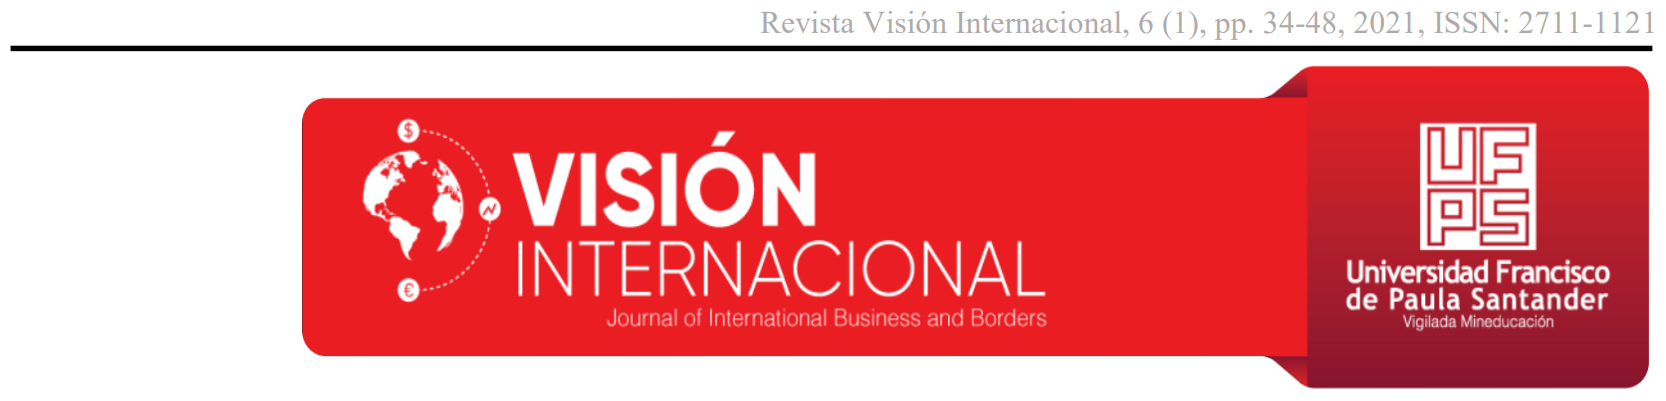 Revista Visión Internacional, 6 (1), pp. 34-48, 2021, ISSN: 2711-1121
$
€
VISIÓN
INTERNACIONAL
Journal of International Business and Borders
UF
PS
Universidad Francisco
de Paula Santander
Vigilada Mineducación